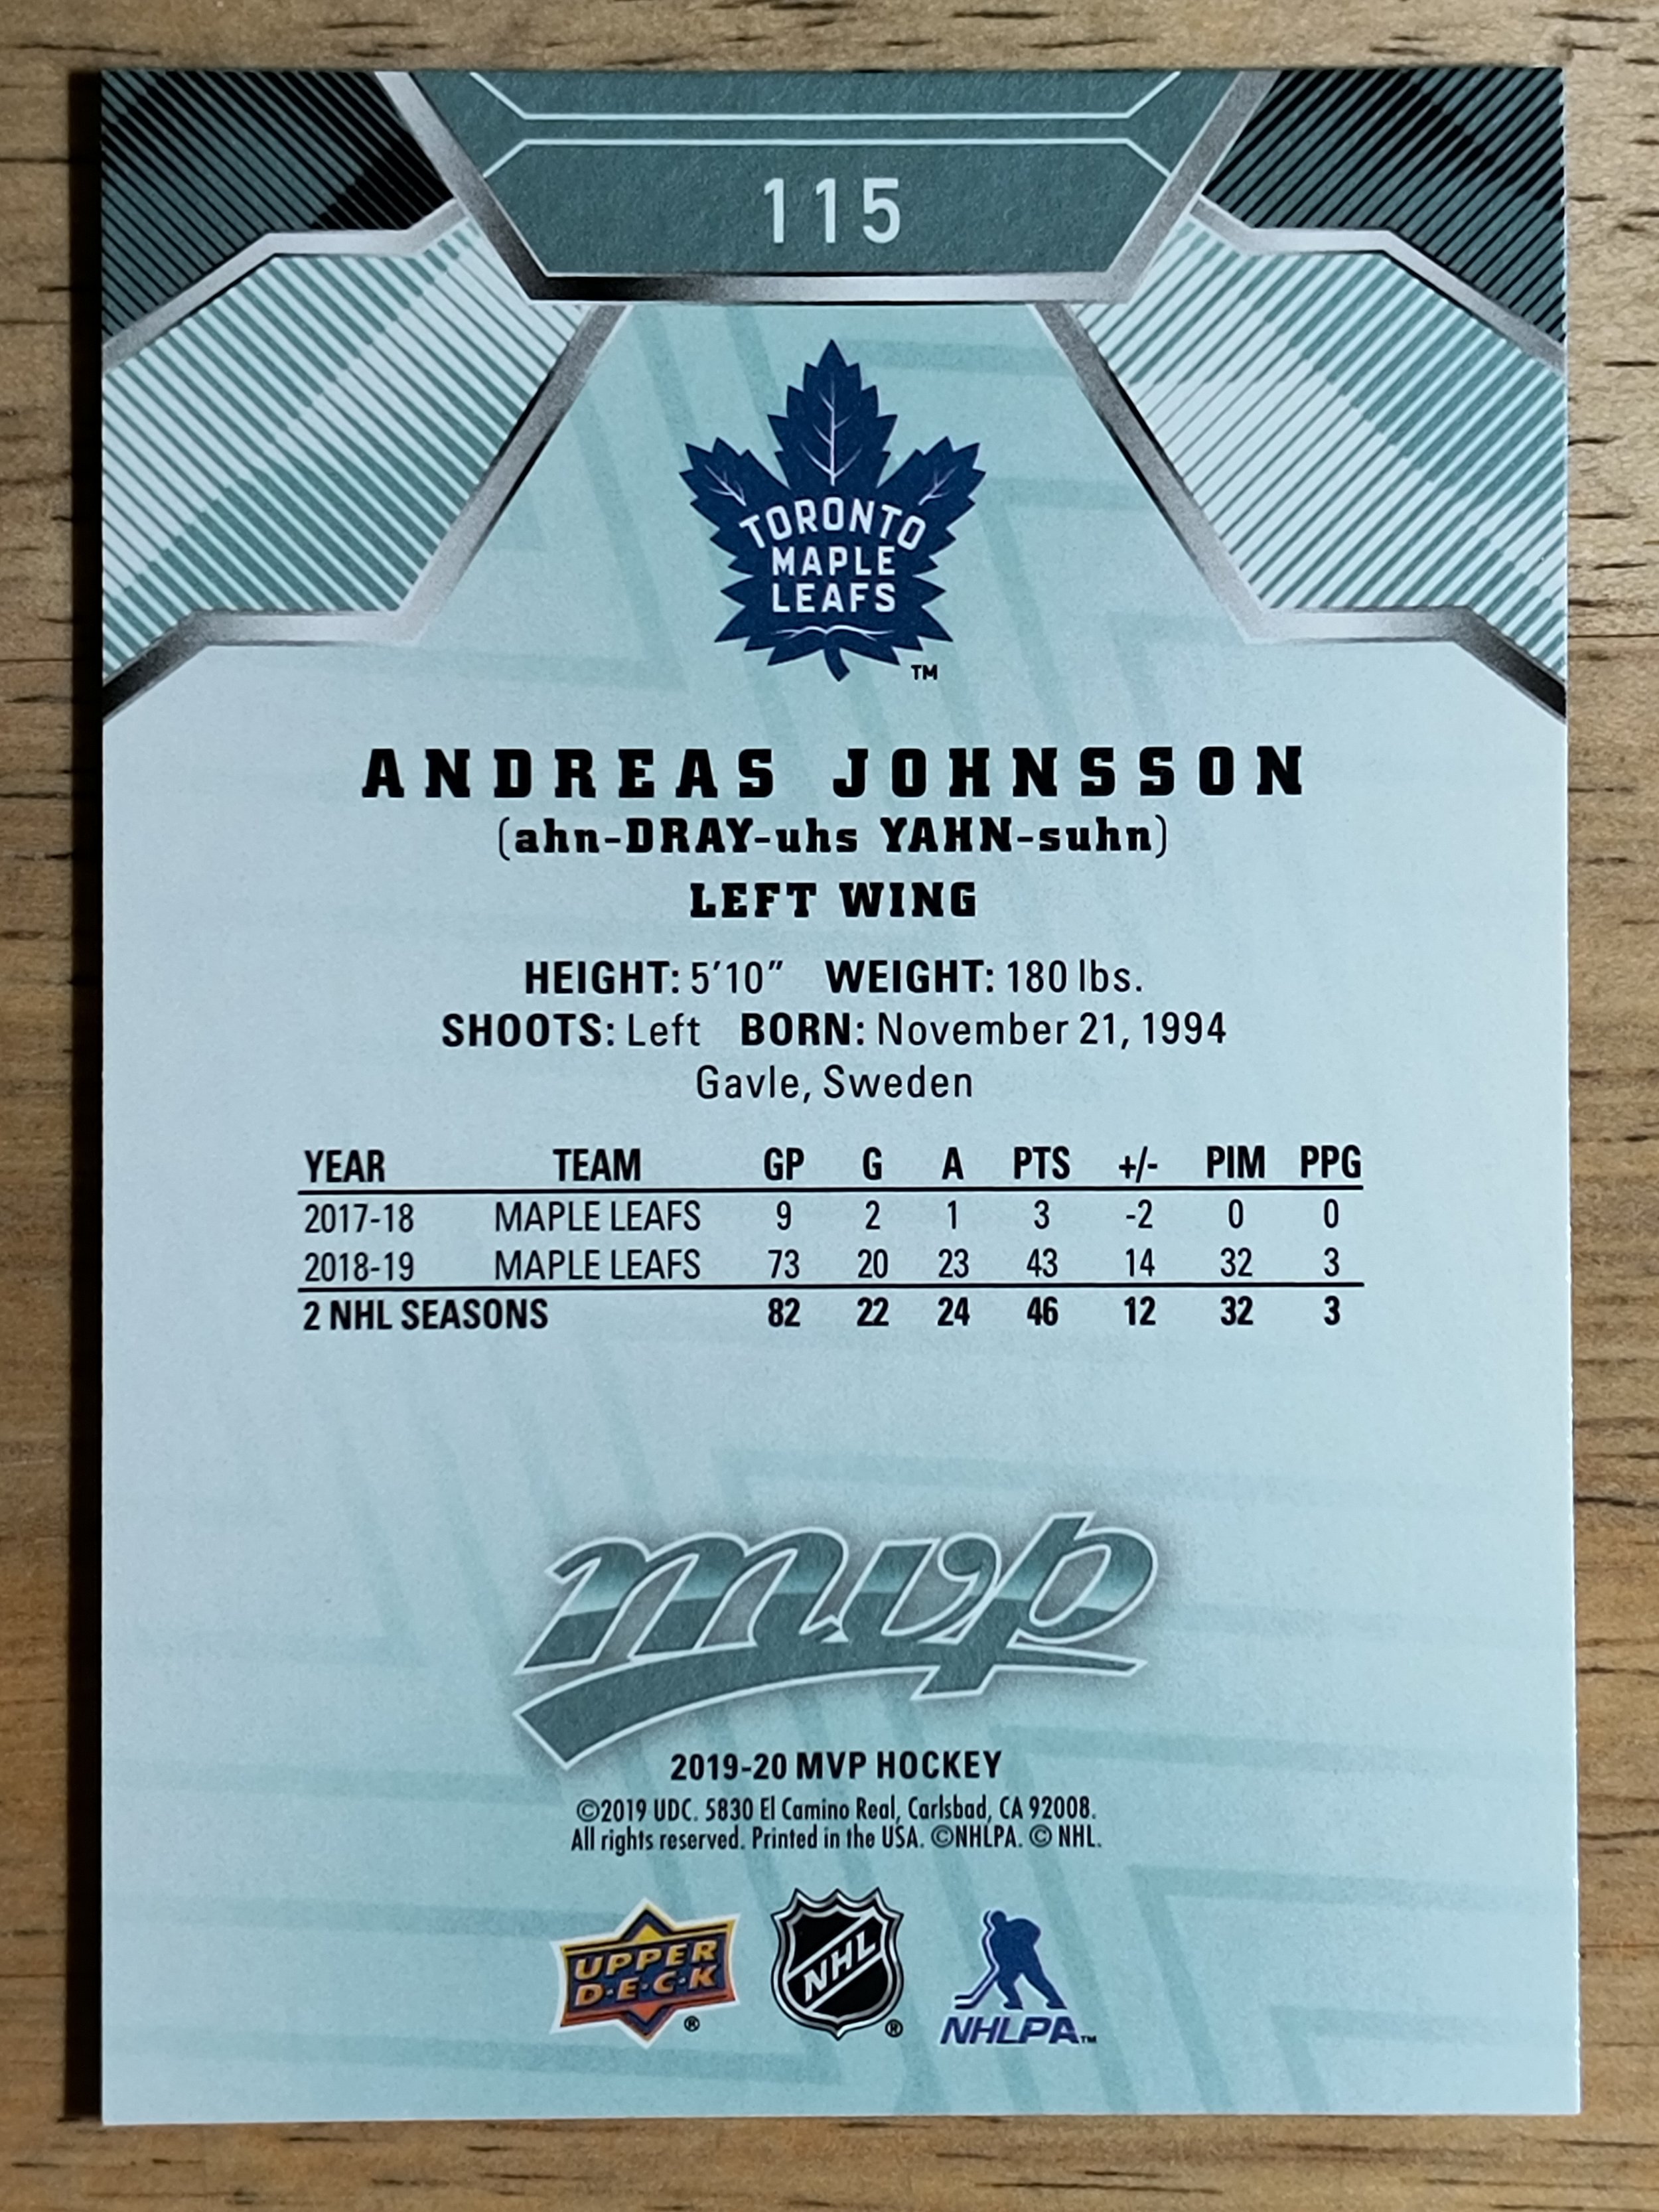 115
TORONTO
MAPLE
LEAFS
™
ANDREAS JOHNSSON
(ahn-DRAY-uhs YAHN-suhn)
LEFT WING
HEIGHT: 5'10" WEIGHT: 180 lbs.
SHOOTS: Left BORN: November 21, 1994
Gavle, Sweden
YEAR TEAM GP G A PTS +/- PIM PPG
2017-18 MAPLE LEAFS 9 2 1 3 -2 0 0
2018-19 MAPLE LEAFS 73 20 23 43 14 32 3
2 NHL SEASONS 82 22 24 46 12 32 3
mvp
2019-20 MVP HOCKEY
©2019 UDC. 5830 El Camino Real, Carlsbad, CA 92008.
All rights reserved. Printed in the USA. ©NHLPA. © NHL.
UPPER
D·E·C·K ®
NHL ®
NHLPA™